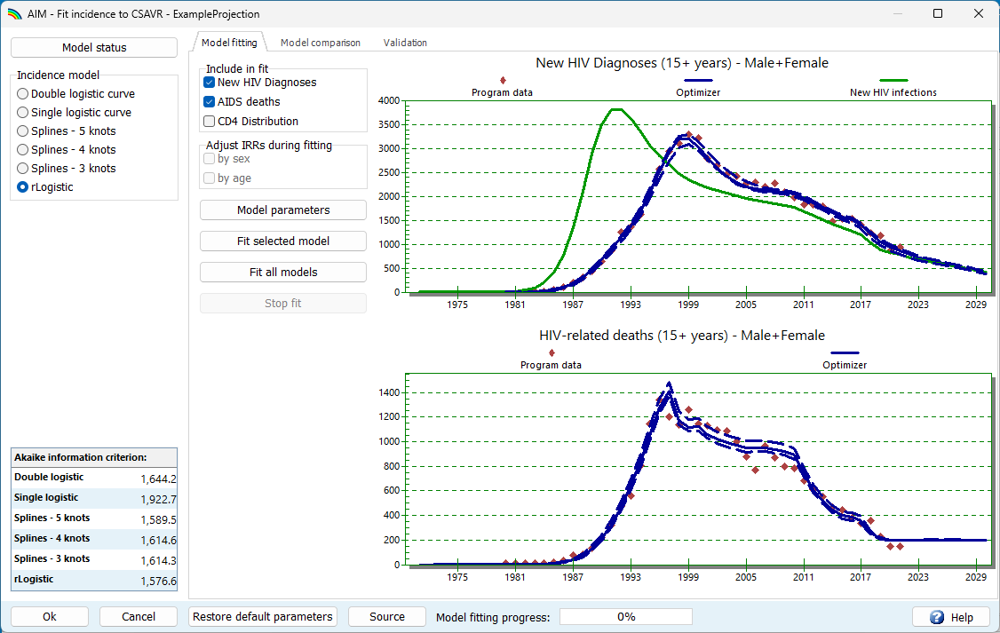 AIM - Fit incidence to CSAVR - ExampleProjection
Model status
Incidence model
Double logistic curve
Single logistic curve
Splines - 5 knots
Splines - 4 knots
Splines - 3 knots
rLogistic
Akaike information criterion:
Double logistic 1,644.2
Single logistic 1,922.7
Splines - 5 knots 1,589.5
Splines - 4 knots 1,614.6
Splines - 3 knots 1,614.3
rLogistic 1,576.6
Model fitting Model comparison Validation
Include in fit
New HIV Diagnoses
AIDS deaths
CD4 Distribution
Adjust IRRs during fitting
by sex
by age
Model parameters
Fit selected model
Fit all models
Stop fit
New HIV Diagnoses (15+ years) - Male+Female
Program data Optimizer New HIV infections
4000
3500
3000
2500
2000
1500
1000
500
0
1975 1981 1987 1993 1999 2005 2011 2017 2023 2029
HIV-related deaths (15+ years) - Male+Female
Program data Optimizer
1400
1200
1000
800
600
400
200
0
1975 1981 1987 1993 1999 2005 2011 2017 2023 2029
Ok Cancel Restore default parameters Source Model fitting progress: 0% ? Help